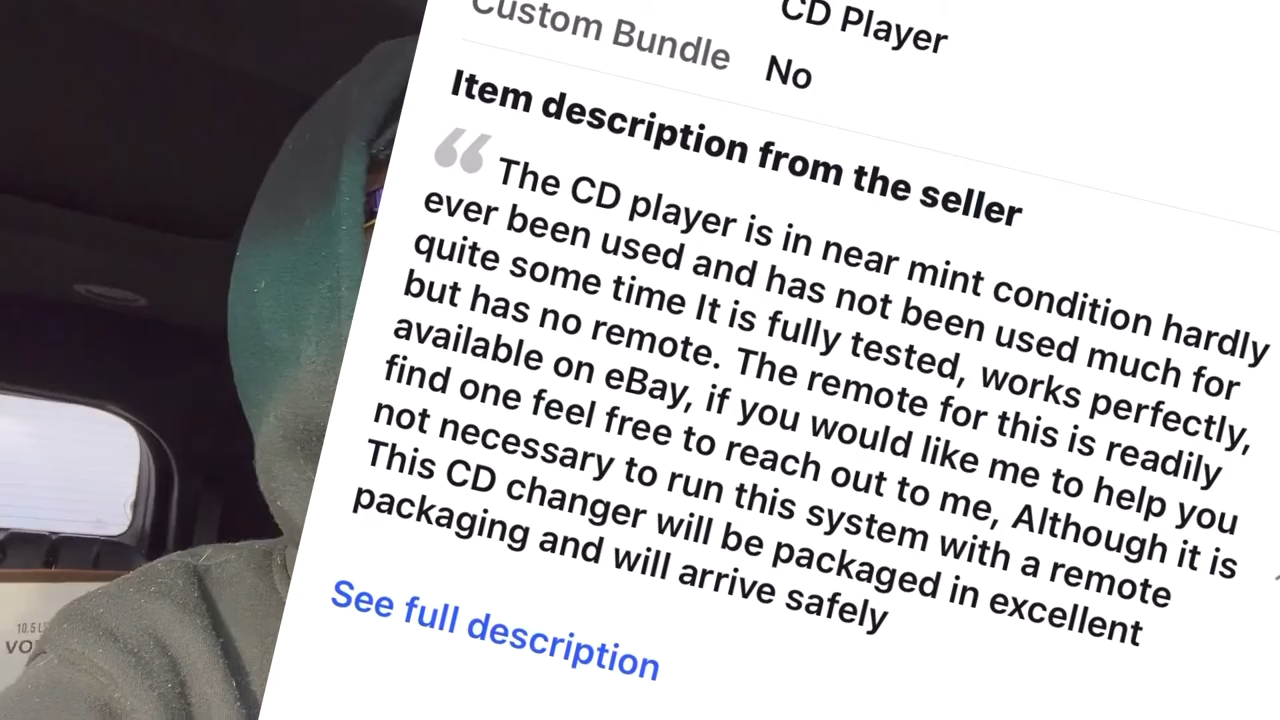 CD Player
Custom Bundle No
Item description from the seller
“ The CD player is in near mint condition hardly
ever been used and has not been used much for
quite some time It is fully tested, works perfectly,
but has no remote. The remote for this is readily
available on eBay, if you would like me to help you
find one feel free to reach out to me, Although it is
not necessary to run this system with a remote
This CD changer will be packaged in excellent
packaging and will arrive safely
See full description
10.5 L
VO